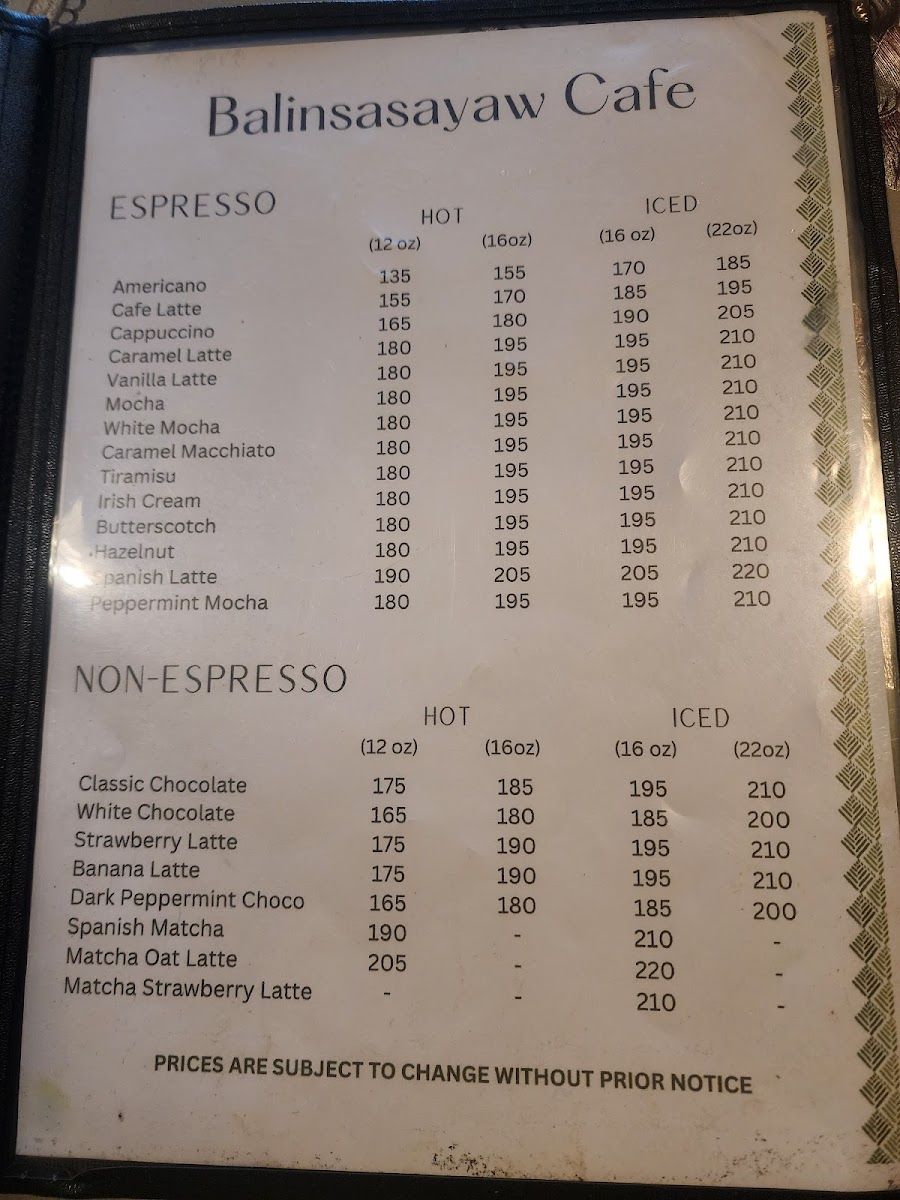 Balinsasayaw Cafe
ESPRESSO
HOT ICED
(12 oz) (16oz) (16 oz) (22oz)
Americano 135 155 170 185
Cafe Latte 155 170 185 195
Cappuccino 165 180 190 205
Caramel Latte 180 195 195 210
Vanilla Latte 180 195 195 210
Mocha 180 195 195 210
White Mocha 180 195 195 210
Caramel Macchiato 180 195 195 210
Tiramisu 180 195 195 210
Irish Cream 180 195 195 210
Butterscotch 180 195 195 210
Hazelnut 180 195 195 210
Spanish Latte 190 205 205 220
Peppermint Mocha 180 195 195 210
NON-ESPRESSO
HOT ICED
(12 oz) (16oz) (16 oz) (22oz)
Classic Chocolate 175 185 195 210
White Chocolate 165 180 185 200
Strawberry Latte 175 190 195 210
Banana Latte 175 190 195 210
Dark Peppermint Choco 165 180 185 200
Spanish Matcha 190 - 210 -
Matcha Oat Latte 205 - 220 -
Matcha Strawberry Latte - - 210 -
PRICES ARE SUBJECT TO CHANGE WITHOUT PRIOR NOTICE